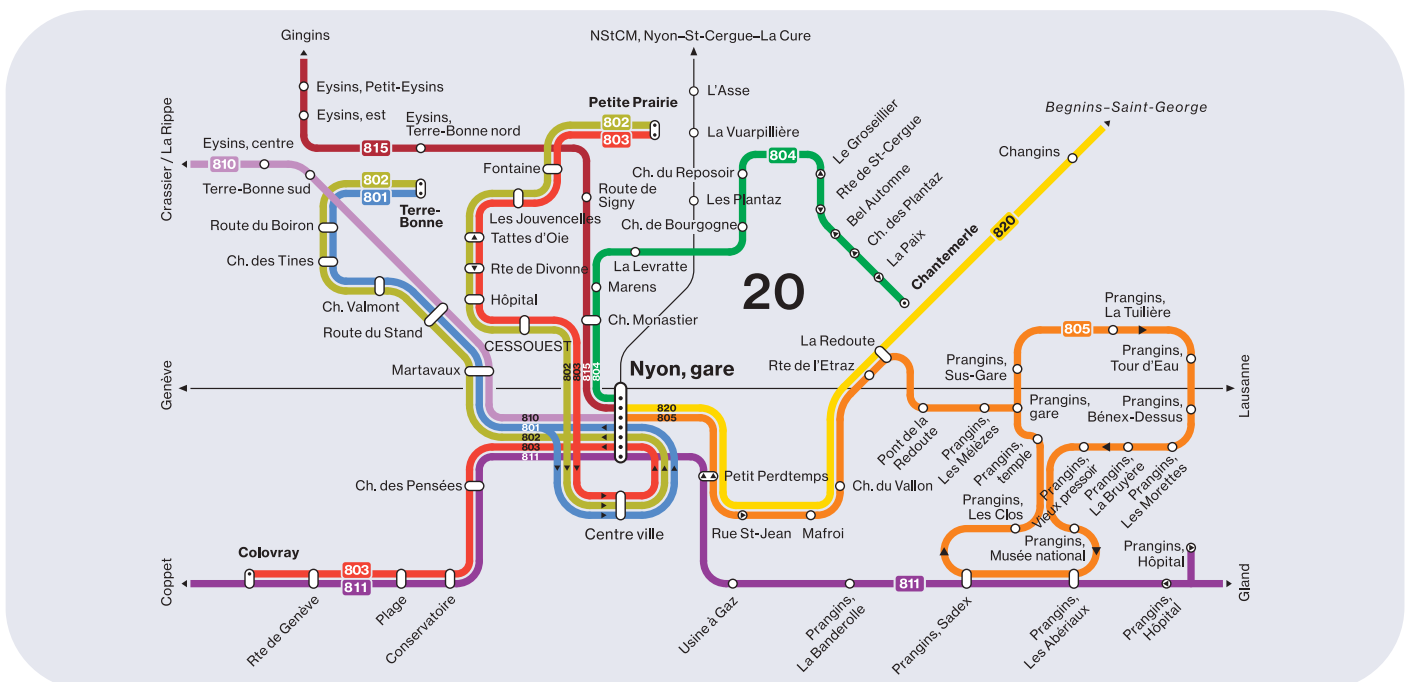 Gingins
NStCM, Nyon–St-Cergue–La Cure
Eysins, Petit-Eysins
L'Asse
Petite Prairie
Begnins–Saint-George
Eysins, est
Eysins,
Terre-Bonne nord
802
803
La Vuarpillière
Le Groseillier
Rte de St-Cergue
Bel Automne
Ch. des Plantaz
La Paix
Chantemerle
Changins
820
Crassier / La Rippe
Eysins, centre
815
810
Terre-Bonne sud
Fontaine
804
Ch. du Reposoir
802
801
Terre-
Bonne
Route de
Signy
Les Plantaz
Les Jouvencelles
Route du Boiron
Tattes d'Oie
Ch. de Bourgogne
Ch. des Tines
Rte de Divonne
La Levratte
Marens
20
Ch. Valmont
Hôpital
Route du Stand
Ch. Monastier
CESSOUEST
Prangins,
La Tuilière
805
La Redoute
Rte de l'Etraz
Prangins,
Sus-Gare
Prangins,
Tour d'Eau
Martavaux
802
803
815
804
Nyon, gare
Genève
Lausanne
810
801
802
803
811
820
805
Prangins,
gare
Prangins,
Bénex-Dessus
Pont de la
Redoute
Prangins,
Les Mélèzes
Prangins,
temple
Prangins,
Vieux pressoir
Prangins,
La Bruyère
Prangins,
Les Morettes
Ch. des Pensées
Petit Perdtemps
Ch. du Vallon
Prangins,
Les Clos
Centre ville
Rue St-Jean
Mafroi
Prangins,
Musée national
Prangins,
Hôpital
Colovray
803
811
811
Coppet
Gland
Rte de Genève
Plage
Conservatoire
Usine à Gaz
Prangins,
La Banderolle
Prangins, Sadex
Prangins,
Les Abériaux
Prangins,
Hôpital